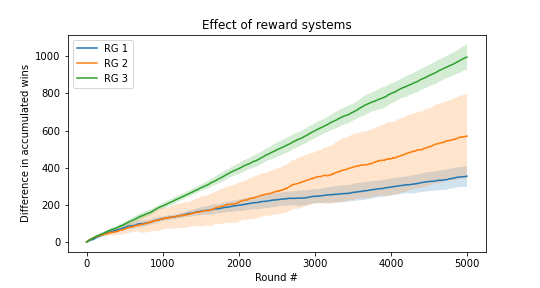 Effect of reward systems
RG 1
RG 2
RG 3
Difference in accumulated wins
1000
800
600
400
200
0
0 1000 2000 3000 4000 5000
Round #